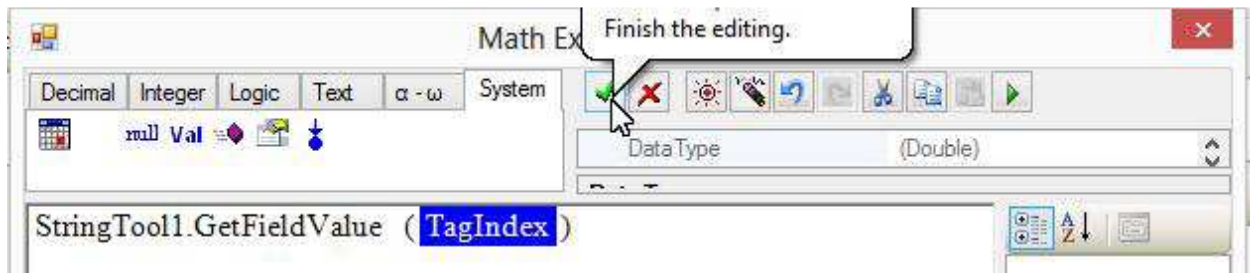 Math Ex
Finish the editing.
Decimal Integer Logic Text α - ω System
null Val
DataType (Double)
StringTool1.GetFieldValue ( TagIndex )